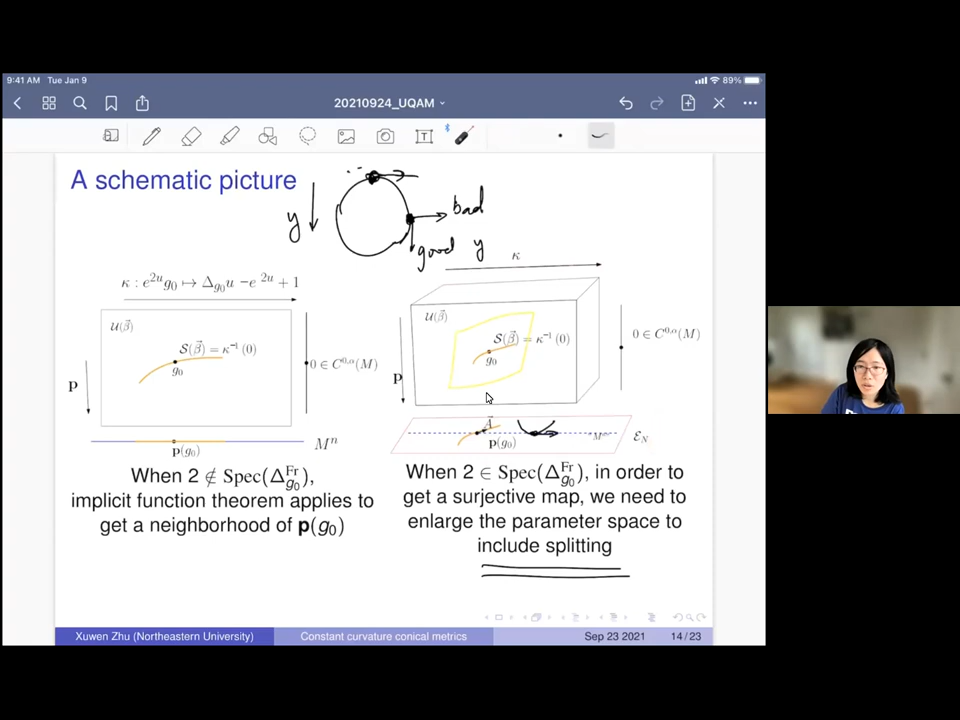 9:41 AM Tue Jan 9
89%
20210924_UQAM
A schematic picture
y
bad
good y
κ : e^{2u}g_0 ↦ Δ_{g_0}u − e^{2u} + 1
κ
𝒰(β⃗)
𝒮(β⃗) = κ^{−1}(0)
g_0
0 ∈ C^{0,α}(M)
p
p(g_0)
M^n
𝒰(β⃗)
𝒮(β⃗) = κ^{−1}(0)
g_0
0 ∈ C^{0,α}(M)
p
A⃗
p(g_0)
ℰ_N
When 2 ∉ Spec(Δ^{Fr}_{g_0}),
implicit function theorem applies to
get a neighborhood of p(g_0)
When 2 ∈ Spec(Δ^{Fr}_{g_0}), in order to
get a surjective map, we need to
enlarge the parameter space to
include splitting
Xuwen Zhu (Northeastern University)
Constant curvature conical metrics
Sep 23 2021
14 / 23